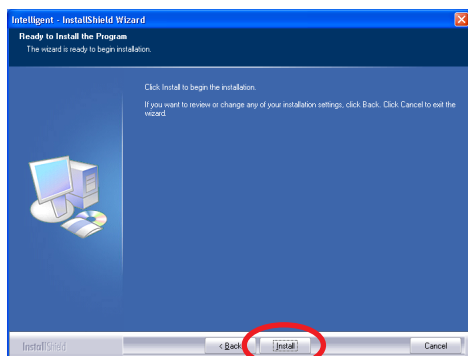 Intelligent - InstallShield Wizard
Ready to Install the Program
The wizard is ready to begin installation.
Click Install to begin the installation.
If you want to review or change any of your installation settings, click Back. Click Cancel to exit the
wizard.
InstallShield
< Back
Install
Cancel